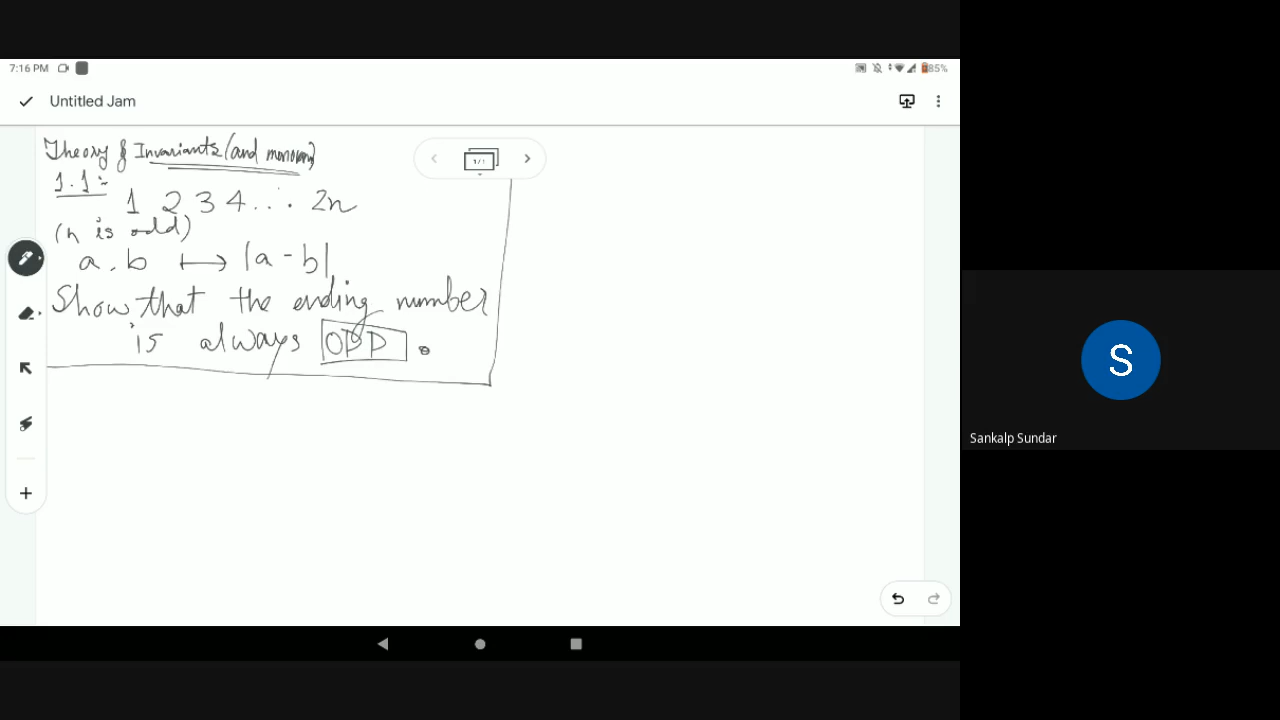 7:16 PM
85%
Untitled Jam
Theory of Invariants (and monovariants)
1/1
1.1:-
1 2 3 4 . . . . 2n
(n is odd)
a, b ↦ |a - b|
Show that the ending number
is always ODD .
S
Sankalp Sundar